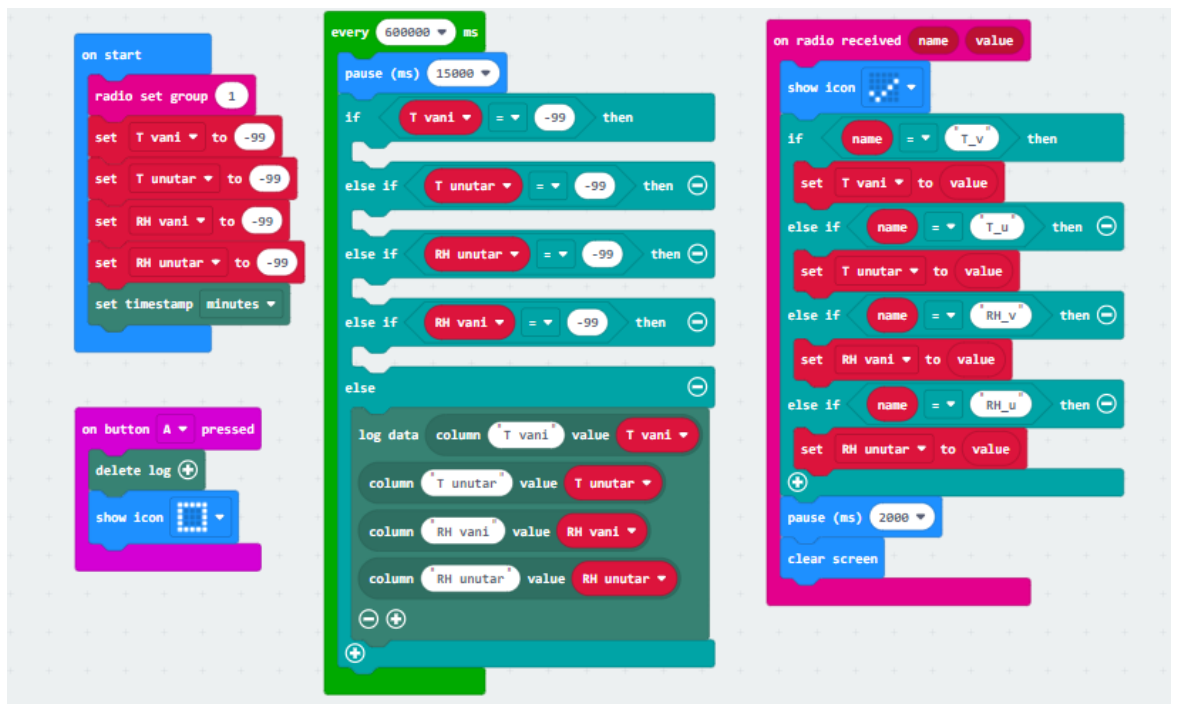 on start
radio set group 1
set T vani to -99
set T unutar to -99
set RH vani to -99
set RH unutar to -99
set timestamp minutes
on button A pressed
delete log
show icon
every 600000 ms
pause (ms) 15000
if T vani = -99 then
else if T unutar = -99 then
else if RH unutar = -99 then
else if RH vani = -99 then
else
log data column "T vani" value T vani
column "T unutar" value T unutar
column "RH vani" value RH vani
column "RH unutar" value RH unutar
on radio received name value
show icon
if name = "T_v" then
set T vani to value
else if name = "T_u" then
set T unutar to value
else if name = "RH_v" then
set RH vani to value
else if name = "RH_u" then
set RH unutar to value
pause (ms) 2000
clear screen